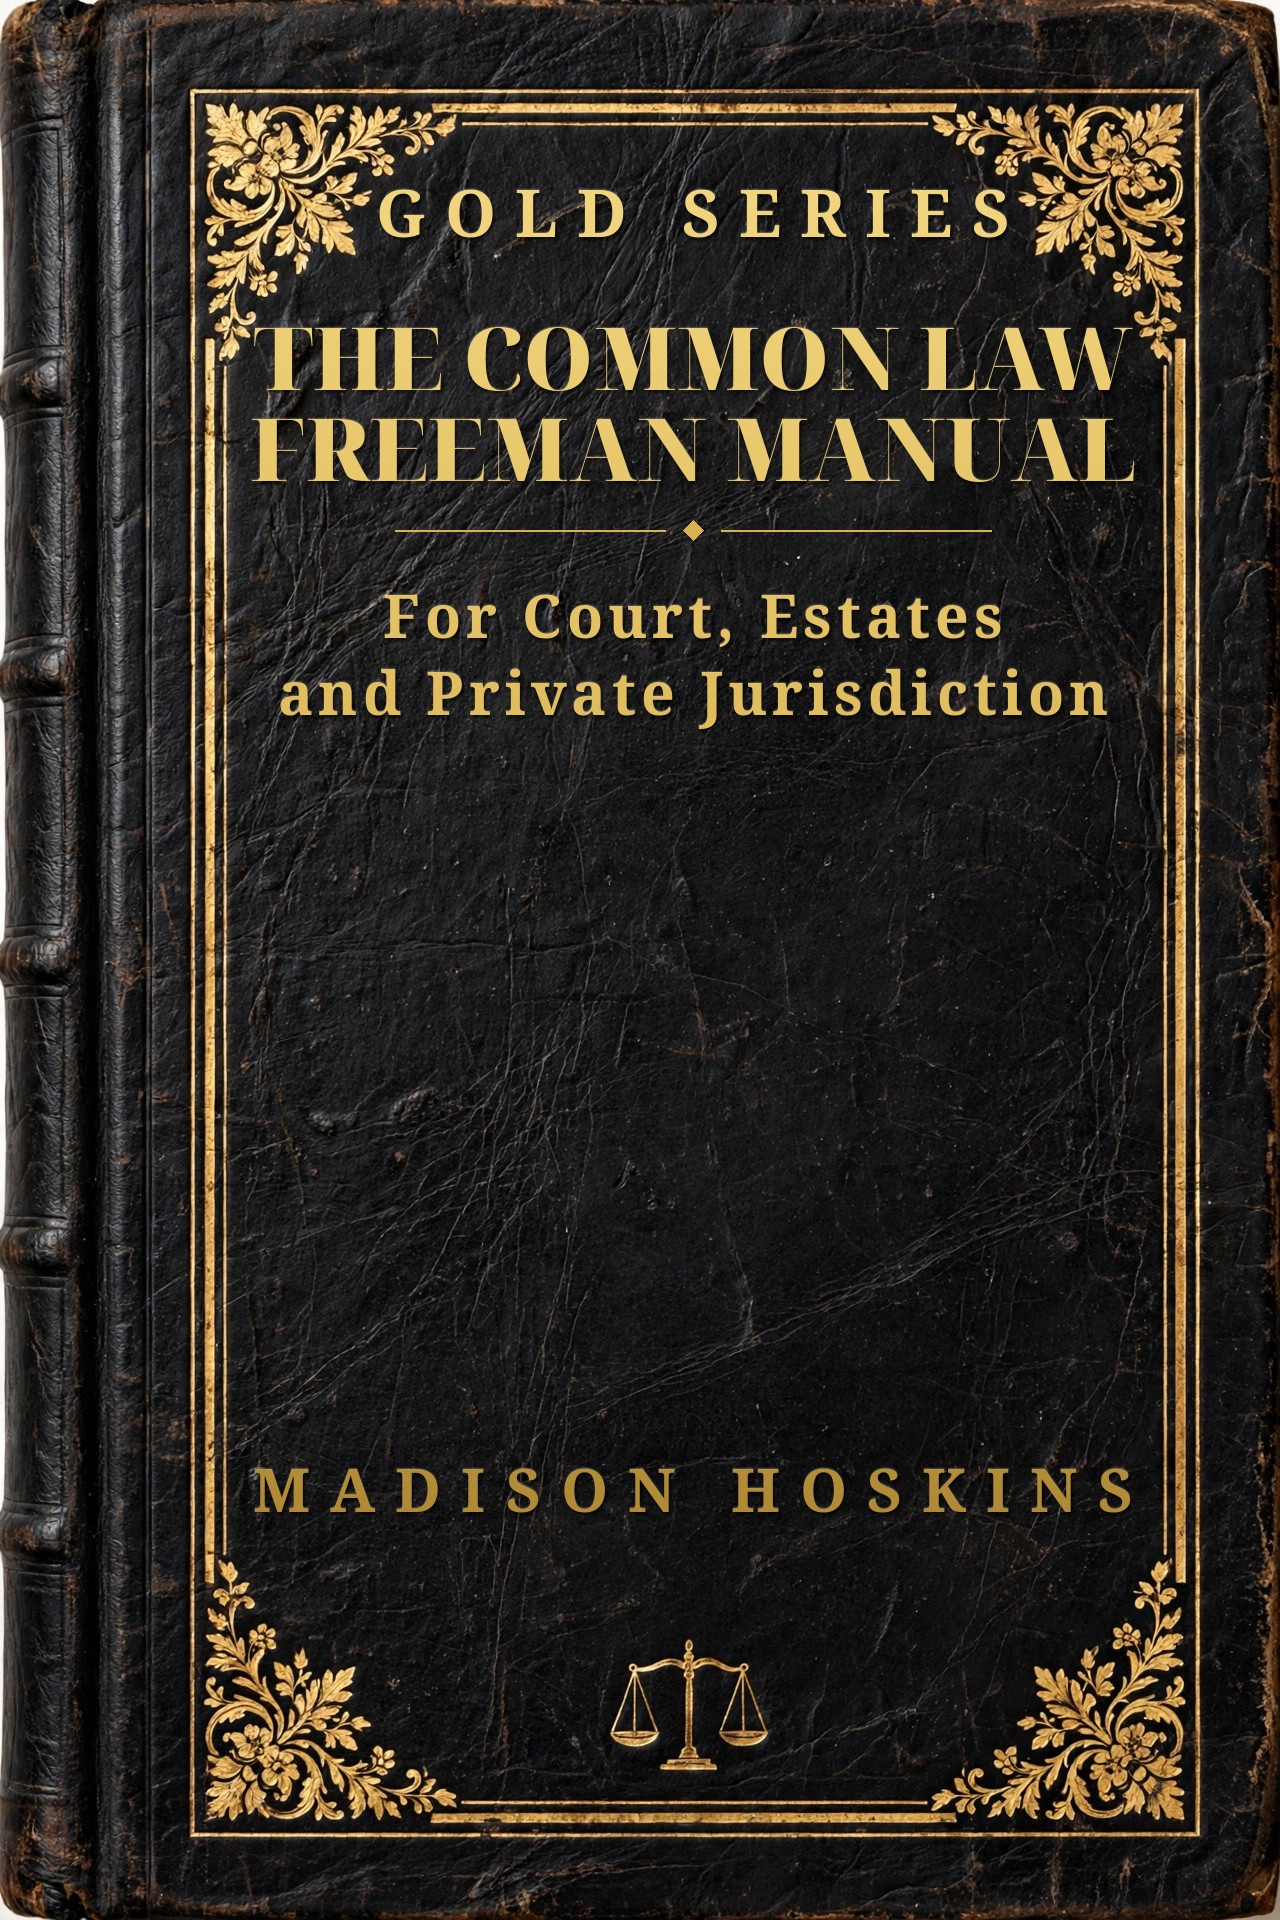 GOLD SERIES
THE COMMON LAW
FREEMAN MANUAL
For Court, Estates
and Private Jurisdiction
MADISON HOSKINS